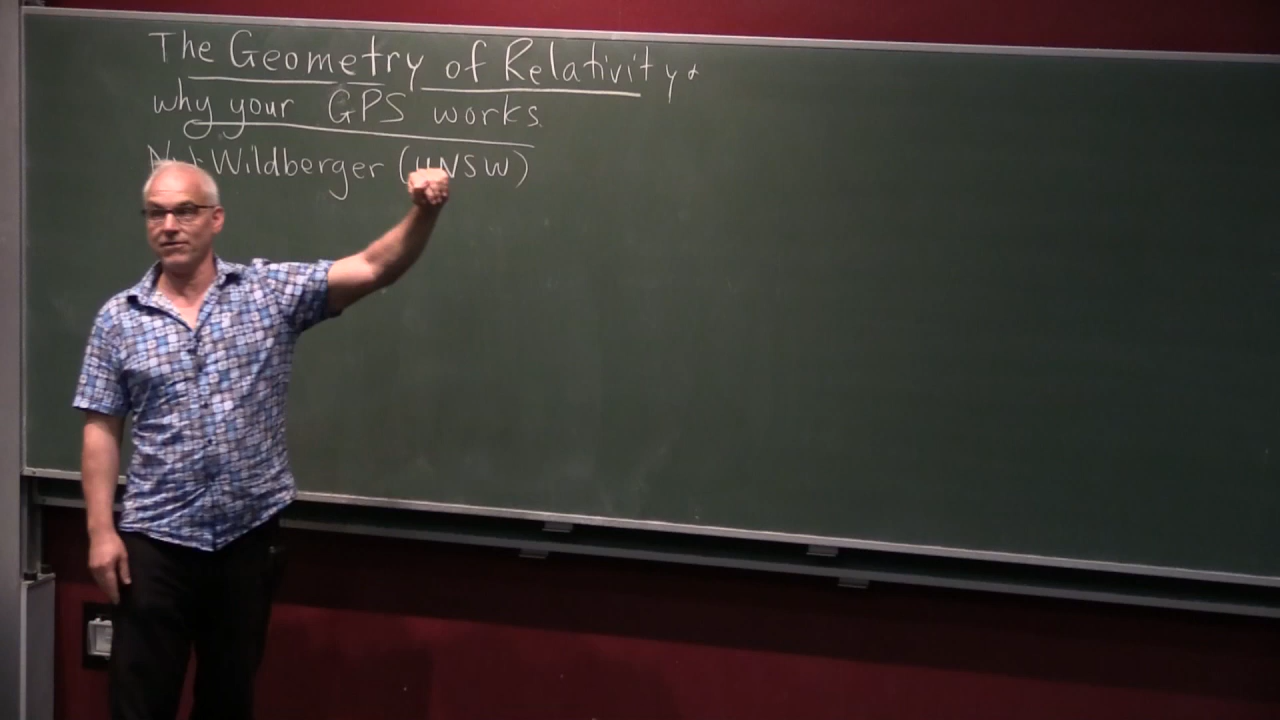 The Geometry of Relativity &
why your GPS works.
Wildberger (UNSW)